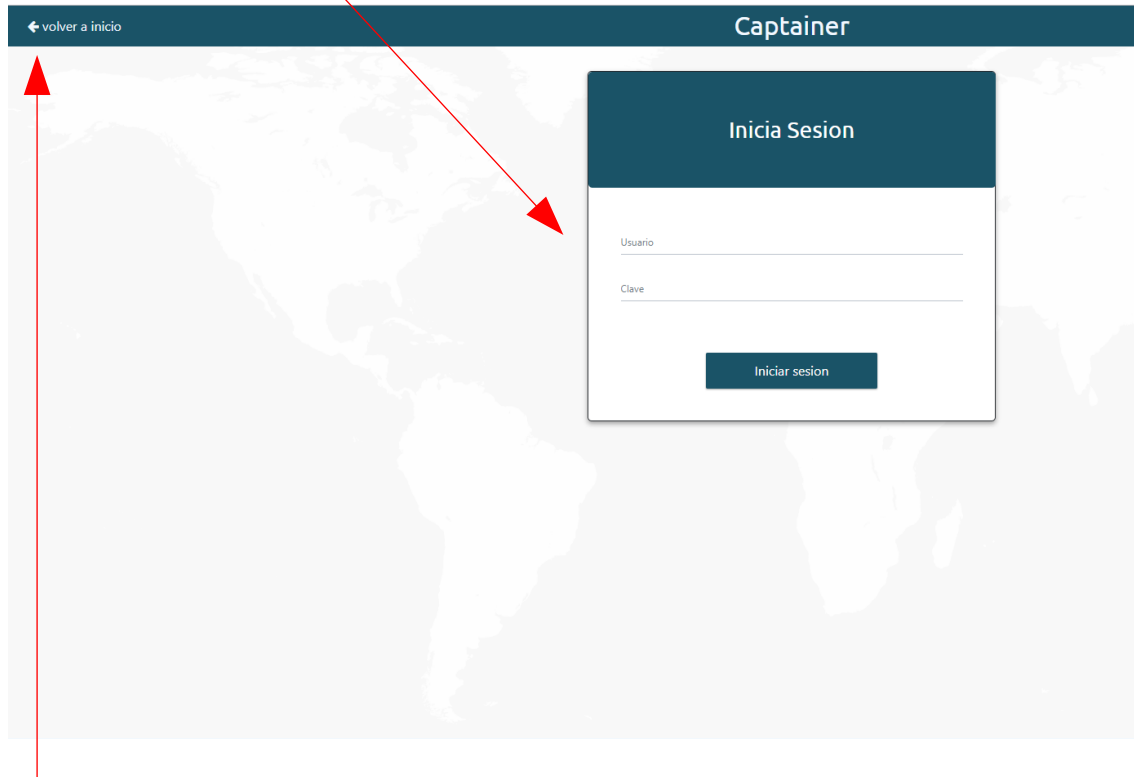 volver a inicio
Captainer
Inicia Sesion
Usuario
Clave
Iniciar sesion